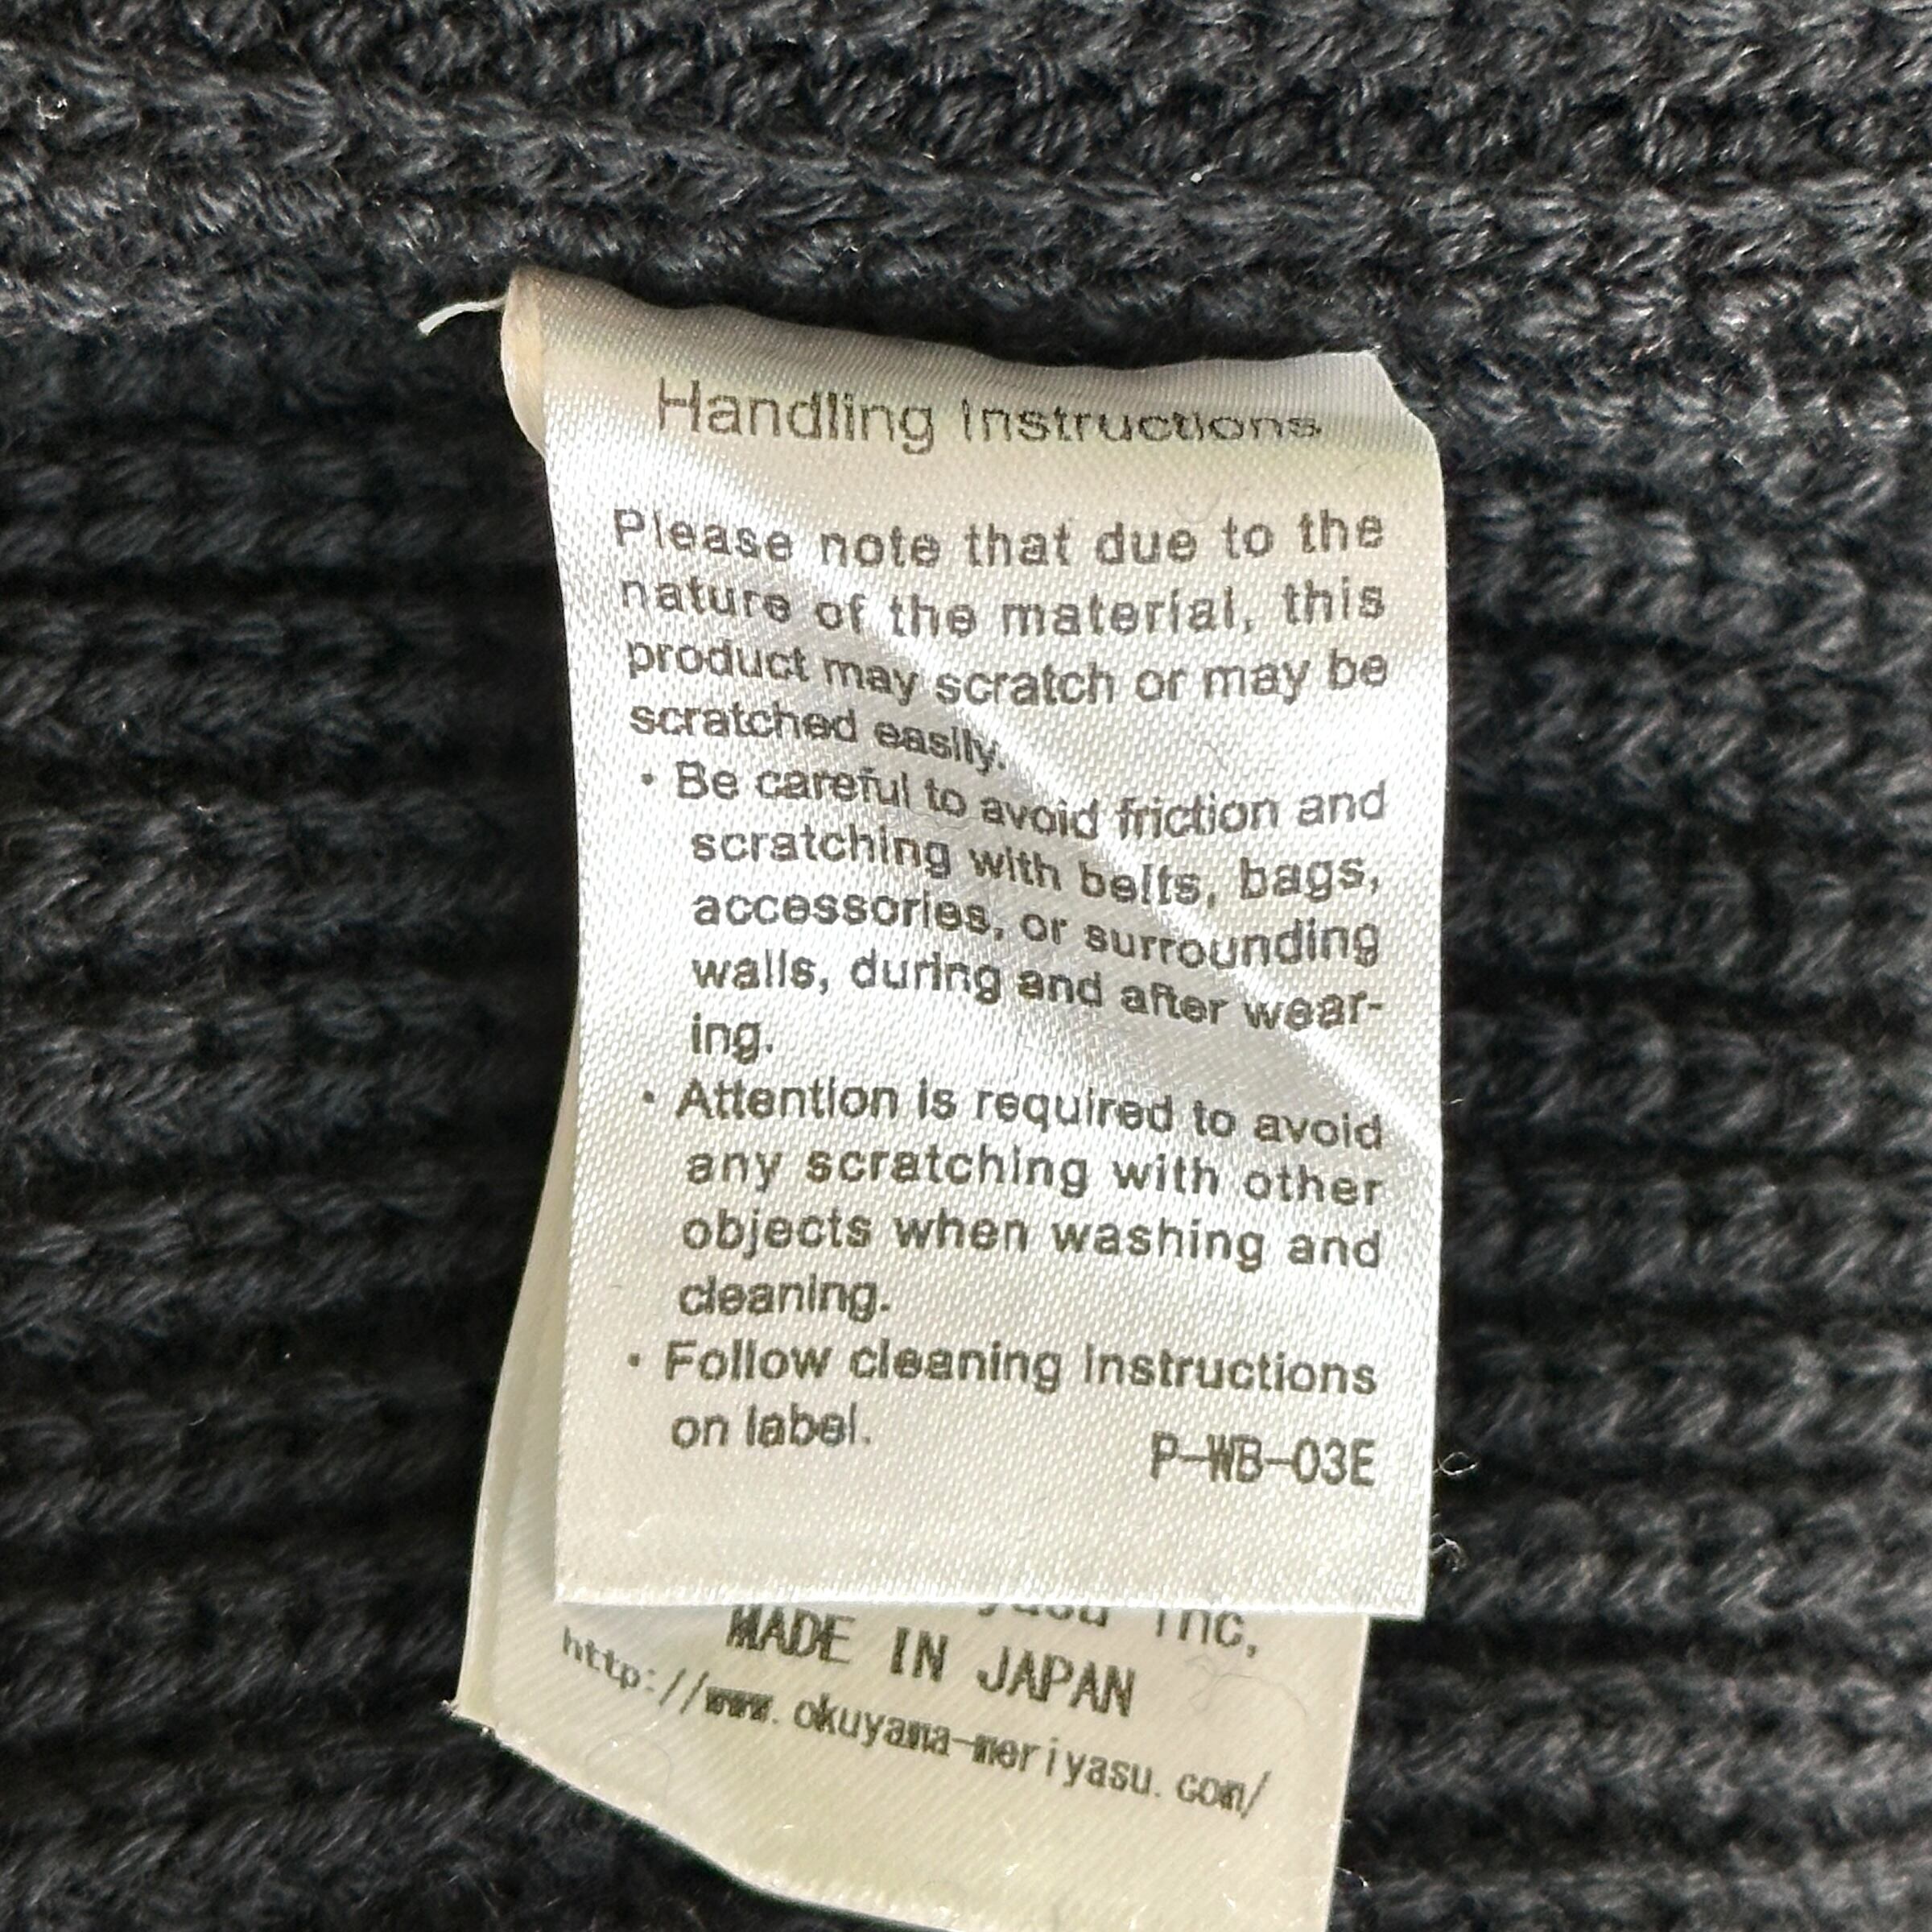 Handling Instructions
Please note that due to the
nature of the material, this
product may scratch or may be
scratched easily.
・Be careful to avoid friction and
scratching with belts, bags,
accessories, or surrounding
walls, during and after wear-
ing.
・Attention is required to avoid
any scratching with other
objects when washing and
cleaning.
・Follow cleaning instructions
on label.
P-WB-03E
Inc,
MADE IN JAPAN
http://www.okuyama-meriyasu.com/